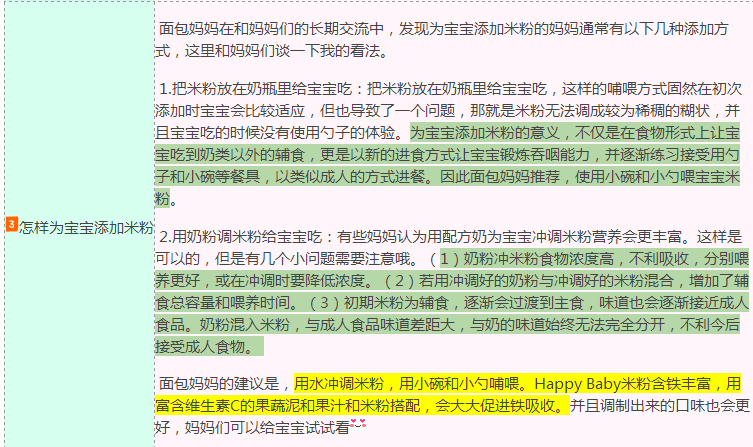 面包妈妈在和妈妈们的长期交流中，发现为宝宝添加米粉的妈妈通常有以下几种添加方
式，这里和妈妈们谈一下我的看法。
1.把米粉放在奶瓶里给宝宝吃：把米粉放在奶瓶里给宝宝吃，这样的哺喂方式固然在初次
添加时宝宝会比较适应，但也导致了一个问题，那就是米粉无法调成较为稀稠的糊状，并
且宝宝吃的时候没有使用勺子的体验。为宝宝添加米粉的意义，不仅是在食物形式上让宝
宝吃到奶类以外的辅食，更是以新的进食方式让宝宝锻炼吞咽能力，并逐渐练习接受用勺
子和小碗等餐具，以类似成人的方式进餐。因此面包妈妈推荐，使用小碗和小勺喂宝宝米
粉。
3怎样为宝宝添加米粉
2.用奶粉调米粉给宝宝吃：有些妈妈认为用配方奶为宝宝冲调米粉营养会更丰富。这样是
可以的，但是有几个小问题需要注意哦。（1）奶粉冲米粉食物浓度高，不利吸收，分别喂
养更好，或在冲调时要降低浓度。（2）若用冲调好的奶粉与冲调好的米粉混合，增加了辅
食总容量和喂养时间。（3）初期米粉为辅食，逐渐会过渡到主食，味道也会逐渐接近成人
食品。奶粉混入米粉，与成人食品味道差距大，与奶的味道始终无法完全分开，不利今后
接受成人食物。
面包妈妈的建议是，用水冲调米粉，用小碗和小勺哺喂。Happy Baby米粉含铁丰富，用
富含维生素C的果蔬泥和果汁和米粉搭配，会大大促进铁吸收。并且调制出来的口味也会更
好，妈妈们可以给宝宝试试看